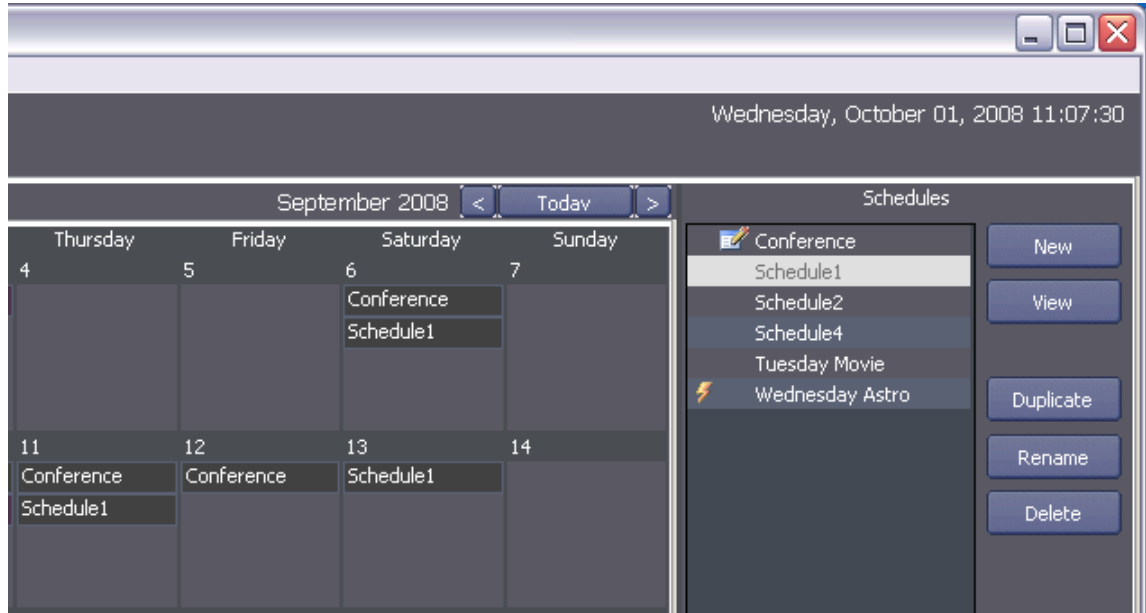 Wednesday, October 01, 2008 11:07:30
September 2008 < Today >
Schedules
Thursday Friday Saturday Sunday
4 5 6 7
Conference
Schedule1
11 12 13 14
Conference Conference Schedule1
Schedule1
Conference
Schedule1
Schedule2
Schedule4
Tuesday Movie
Wednesday Astro
New
View
Duplicate
Rename
Delete